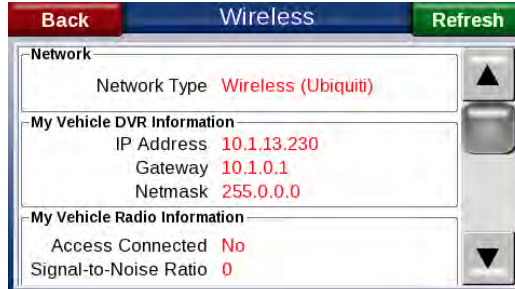 Back Wireless Refresh
Network
Network Type Wireless (Ubiquiti)
My Vehicle DVR Information
IP Address 10.1.13.230
Gateway 10.1.0.1
Netmask 255.0.0.0
My Vehicle Radio Information
Access Connected No
Signal-to-Noise Ratio 0